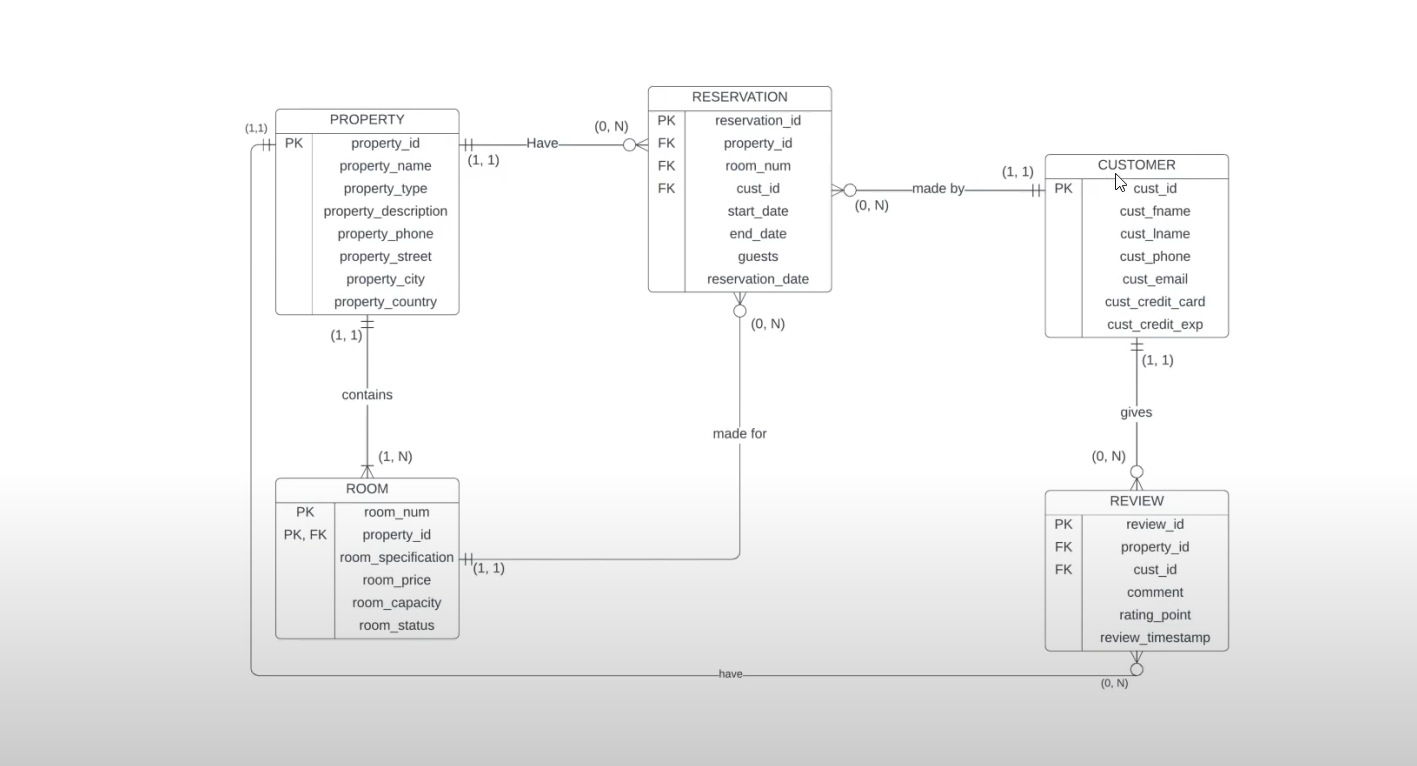 PROPERTY
PK property_id
property_name
property_type
property_description
property_phone
property_street
property_city
property_country
(1,1)
(1, 1)
Have
(0, N)
RESERVATION
PK reservation_id
FK property_id
FK room_num
FK cust_id
start_date
end_date
guests
reservation_date
(0, N)
made by
(1, 1)
CUSTOMER
PK cust_id
cust_fname
cust_lname
cust_phone
cust_email
cust_credit_card
cust_credit_exp
(1, 1)
contains
(1, N)
ROOM
PK room_num
PK, FK property_id
room_specification
room_price
room_capacity
room_status
(1, 1)
made for
(0, N)
(1, 1)
gives
(0, N)
REVIEW
PK review_id
FK property_id
FK cust_id
comment
rating_point
review_timestamp
(0, N)
have